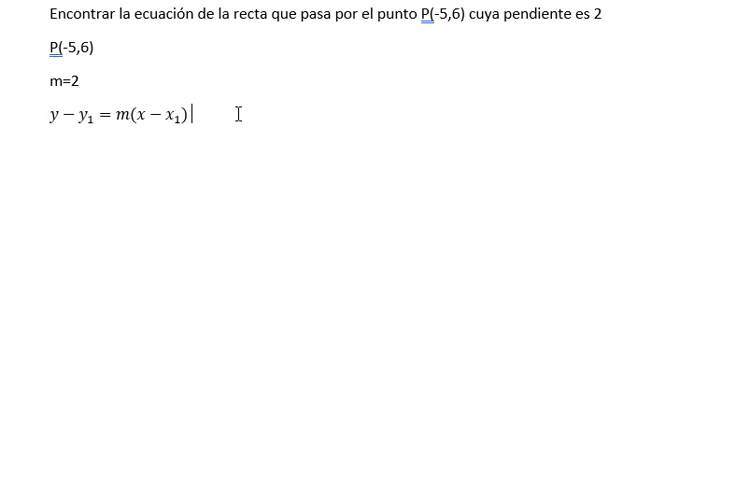 Encontrar la ecuación de la recta que pasa por el punto P(-5,6) cuya pendiente es 2
P(-5,6)
m=2
y − y₁ = m(x − x₁)